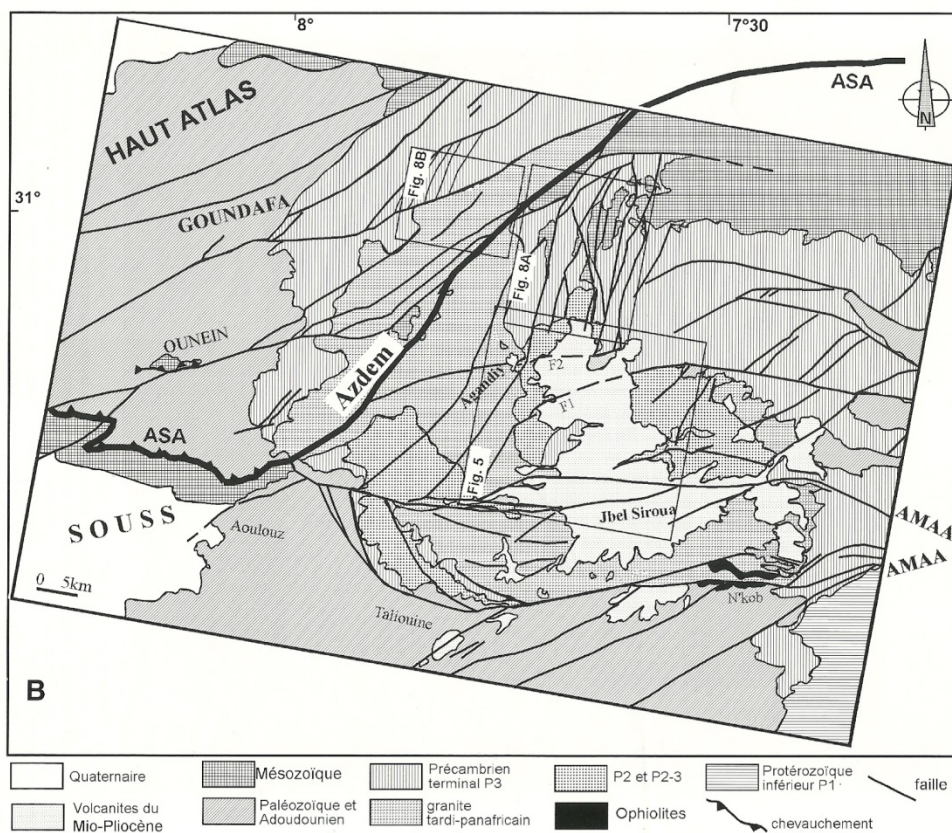 8°
7°30
ASA
N
HAUT ATLAS
31°
Fig. 8B
GOUNDAFA
Fig. 8A
OUNEIN
Azdem
Agandiy
F2
F1
ASA
Fig. 5
SOUSS
Jbel Siroua
AMAA
Aoulouz
AMAA
0 5km
N'kob
Taliouine
B
Quaternaire
Mésozoïque
Précambrien
terminal P3
P2 et P2-3
Protérozoïque
inférieur P1
faille
Volcanites du
Mio-Pliocène
Paléozoïque et
Adoudounien
granite
tardi-panafricain
Ophiolites
chevauchement